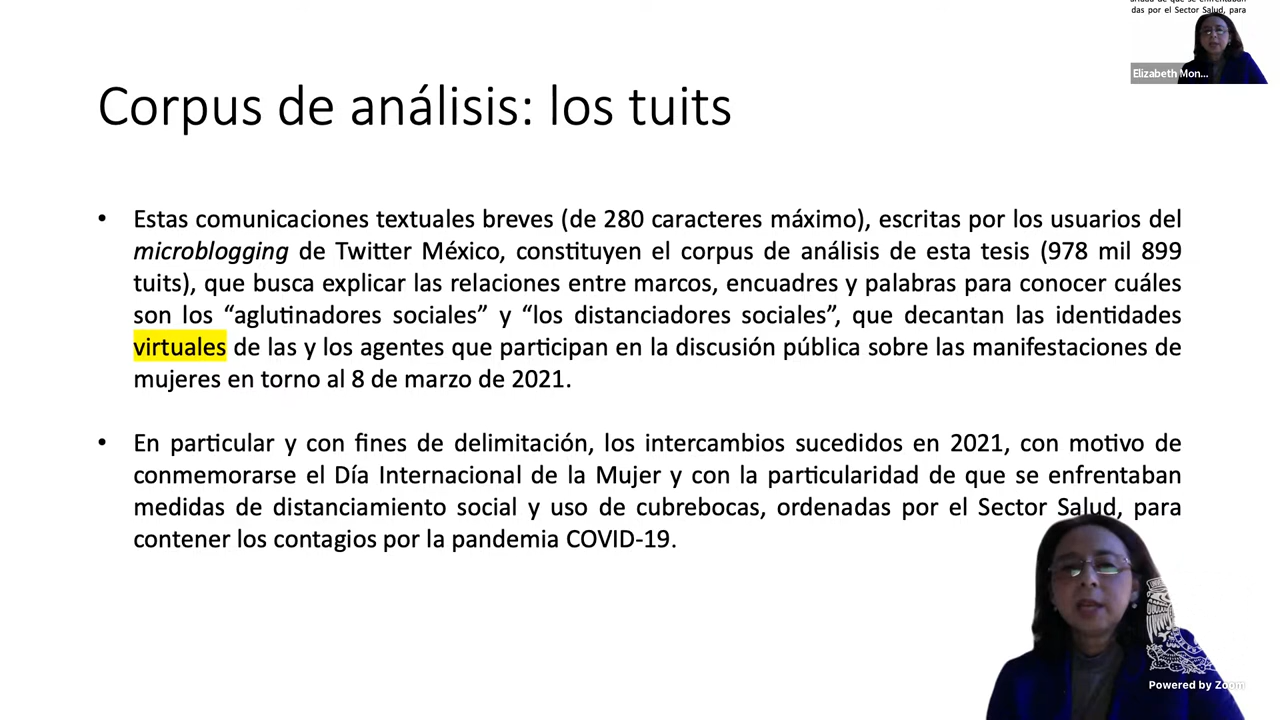 das por el Sector Salud, para
Elizabeth Mon...
Corpus de análisis: los tuits
• Estas comunicaciones textuales breves (de 280 caracteres máximo), escritas por los usuarios del
microblogging de Twitter México, constituyen el corpus de análisis de esta tesis (978 mil 899
tuits), que busca explicar las relaciones entre marcos, encuadres y palabras para conocer cuáles
son los “aglutinadores sociales” y “los distanciadores sociales”, que decantan las identidades
virtuales de las y los agentes que participan en la discusión pública sobre las manifestaciones de
mujeres en torno al 8 de marzo de 2021.
• En particular y con fines de delimitación, los intercambios sucedidos en 2021, con motivo de
conmemorarse el Día Internacional de la Mujer y con la particularidad de que se enfrentaban
medidas de distanciamiento social y uso de cubrebocas, ordenadas por el Sector Salud, para
contener los contagios por la pandemia COVID-19.
Powered by Zoom